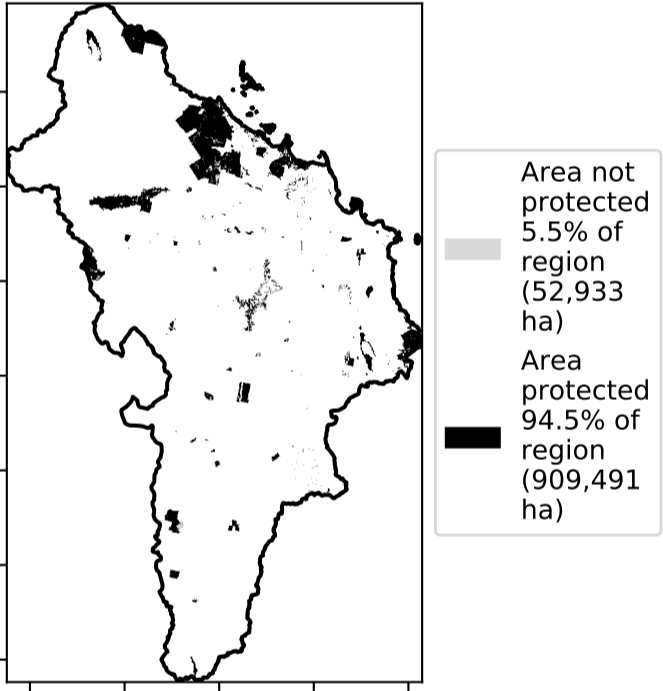 Area not
protected
5.5% of
region
(52,933
ha)
Area
protected
94.5% of
region
(909,491
ha)